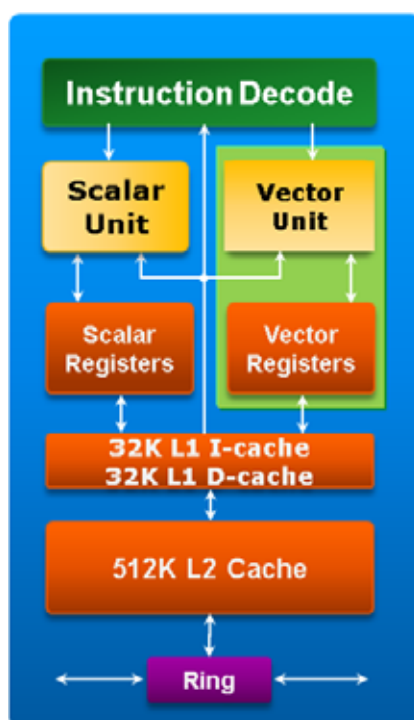 Instruction Decode
Scalar
Unit
Vector
Unit
Scalar
Registers
Vector
Registers
32K L1 I-cache
32K L1 D-cache
512K L2 Cache
Ring